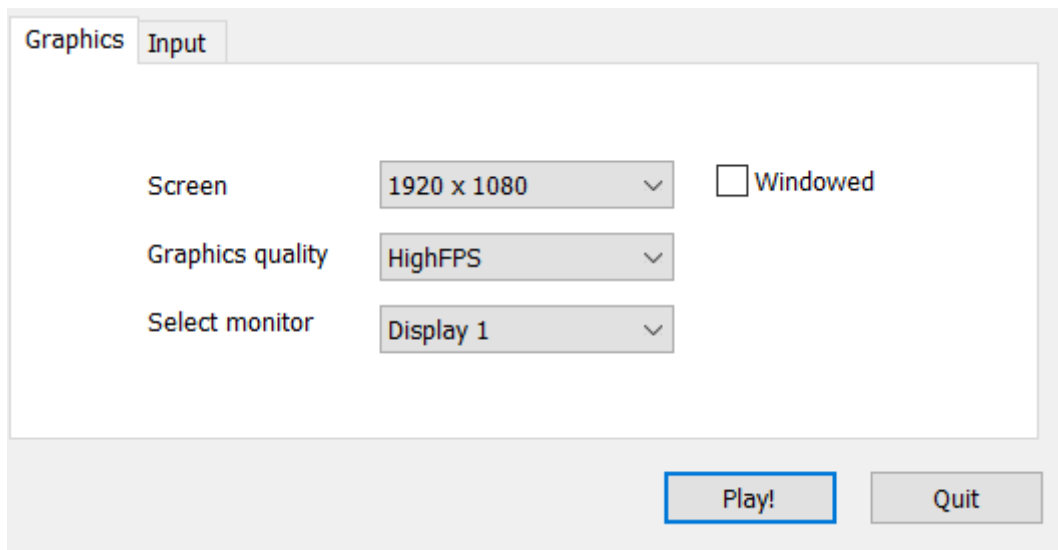 Graphics Input
Screen 1920 x 1080 Windowed
Graphics quality HighFPS
Select monitor Display 1
Play! Quit